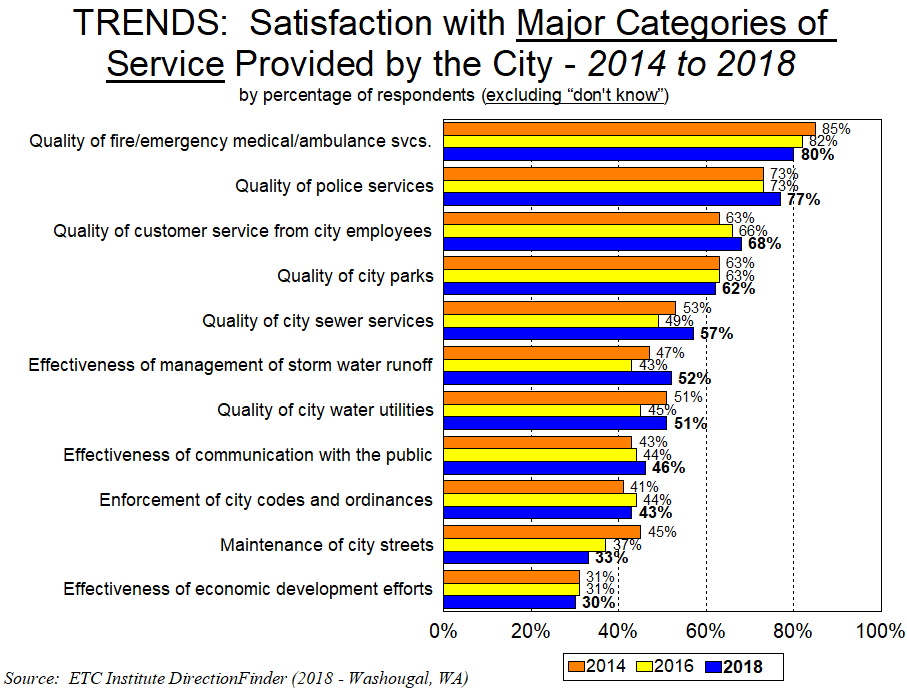 TRENDS:  Satisfaction with Major Categories of
Service Provided by the City - 2014 to 2018
by percentage of respondents (excluding “don't know”)
Quality of fire/emergency medical/ambulance svcs.
85%
82%
80%
Quality of police services
73%
73%
77%
Quality of customer service from city employees
63%
66%
68%
Quality of city parks
63%
63%
62%
Quality of city sewer services
53%
49%
57%
Effectiveness of management of storm water runoff
47%
43%
52%
Quality of city water utilities
51%
45%
51%
Effectiveness of communication with the public
43%
44%
46%
Enforcement of city codes and ordinances
41%
44%
43%
Maintenance of city streets
45%
37%
33%
Effectiveness of economic development efforts
31%
31%
30%
0% 20% 40% 60% 80% 100%
2014 2016 2018
Source:  ETC Institute DirectionFinder (2018 - Washougal, WA)